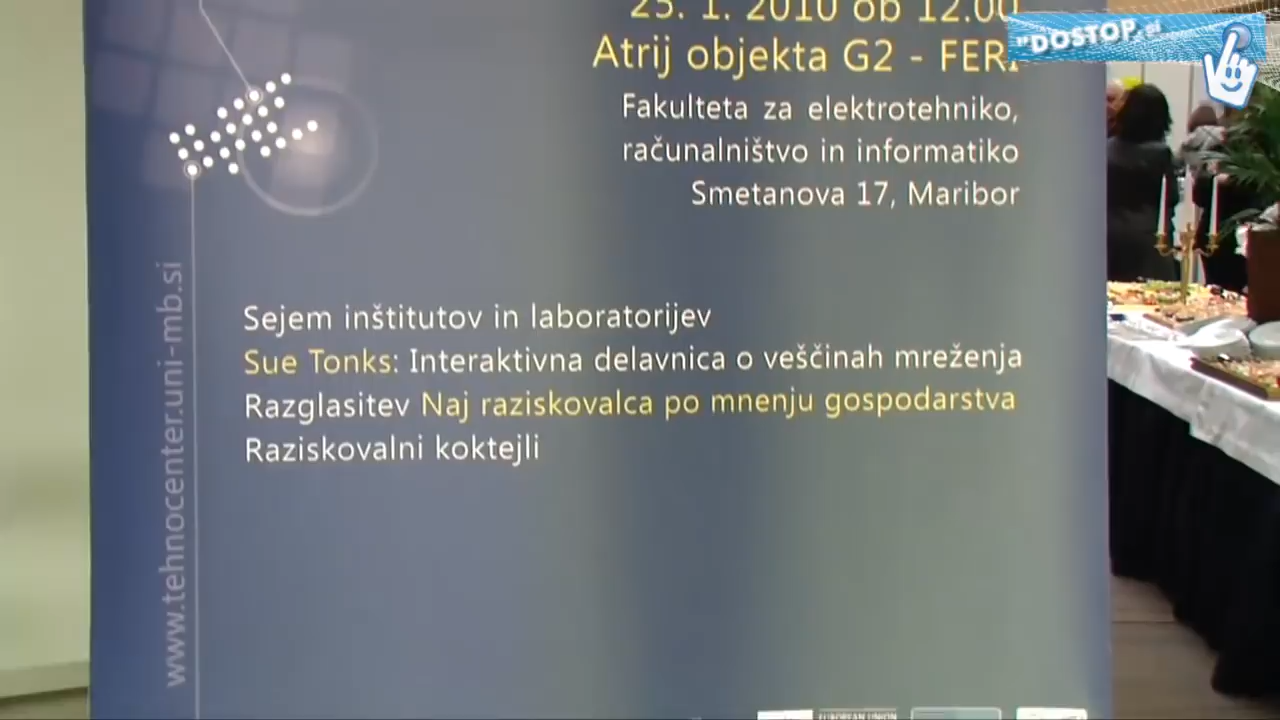 25. 1. 2010 ob 12.00
"DOSTOP.si
Atrij objekta G2 - FERI
Fakulteta za elektrotehniko,
računalništvo in informatiko
Smetanova 17, Maribor
www.tehnocenter.uni-mb.si
Sejem inštitutov in laboratorijev
Sue Tonks: Interaktivna delavnica o veščinah mreženja
Razglasitev Naj raziskovalca po mnenju gospodarstva
Raziskovalni koktejli
EUROPEAN UNION